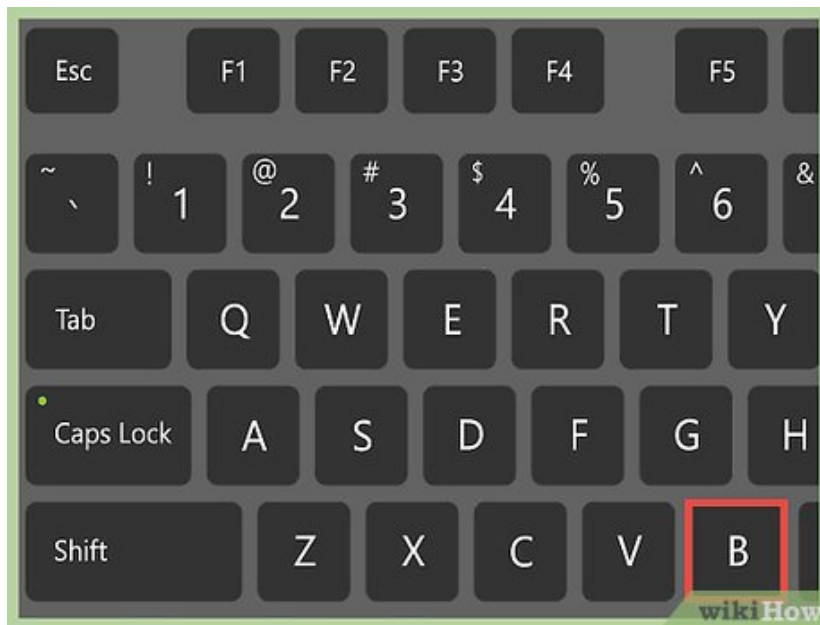 Esc F1 F2 F3 F4 F5
~ ` ! 1 @ 2 # 3 $ 4 % 5 ^ 6 &
Tab Q W E R T Y
Caps Lock A S D F G H
Shift Z X C V B
wikiHow